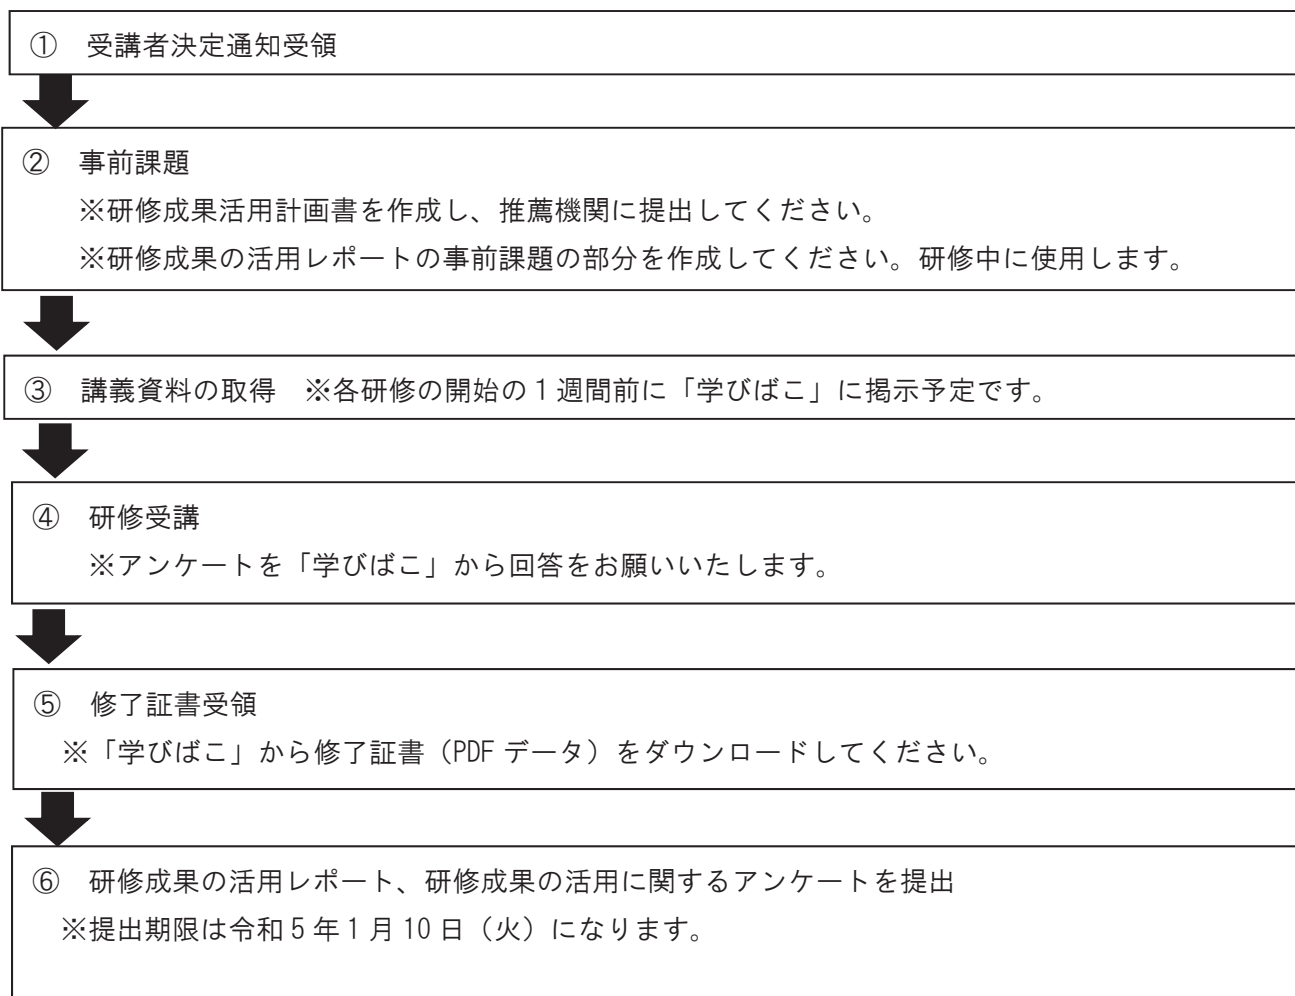 ① 受講者決定通知受領
② 事前課題
※研修成果活用計画書を作成し、推薦機関に提出してください。
※研修成果の活用レポートの事前課題の部分を作成してください。研修中に使用します。
③ 講義資料の取得 ※各研修の開始の1週間前に「学びばこ」に掲示予定です。
④ 研修受講
※アンケートを「学びばこ」から回答をお願いいたします。
⑤ 修了証書受領
※「学びばこ」から修了証書（PDF データ）をダウンロードしてください。
⑥ 研修成果の活用レポート、研修成果の活用に関するアンケートを提出
※提出期限は令和5年1月10日（火）になります。